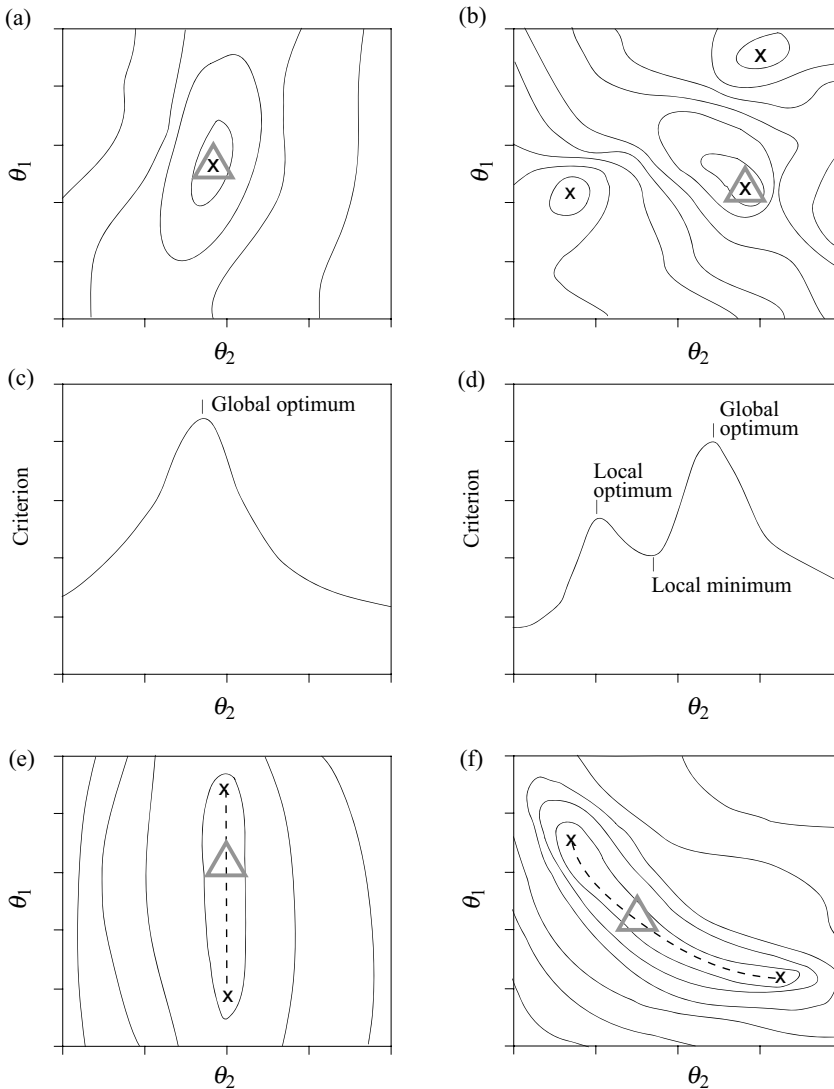 (a)
(b)
θ1
x
θ1
x
x
x
θ2
θ2
(c)
(d)
Criterion
Global optimum
Criterion
Global
optimum
Local
optimum
Local minimum
θ2
θ2
(e)
(f)
θ1
x
x
θ1
x
x
θ2
θ2